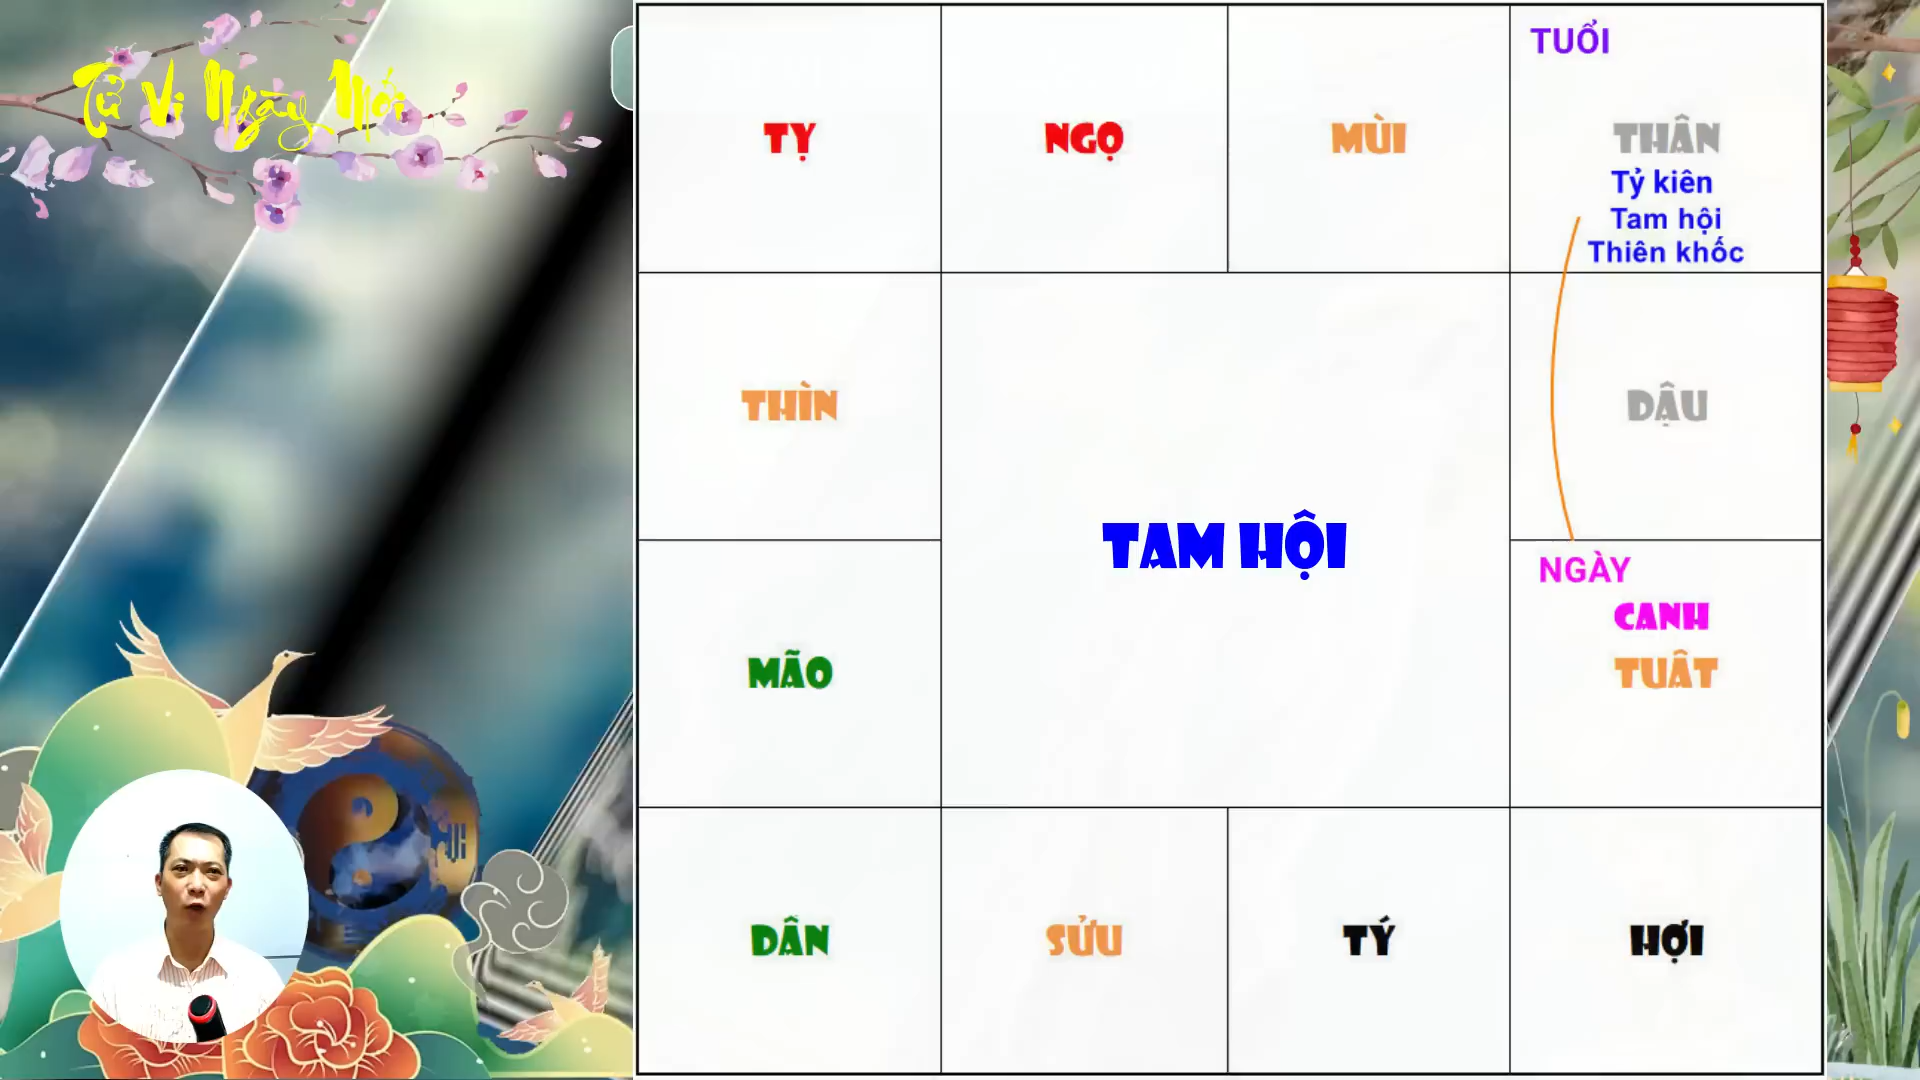 Tử Vi Ngày Mới
TỴ
NGỌ
MÙI
TUỔI
THÂN
Tỷ kiên
Tam hội
Thiên khốc
THÌN
DẬU
TAM HỘI
MÃO
NGÀY
CANH
TUẤT
DẦN
SỬU
TÝ
HỢI